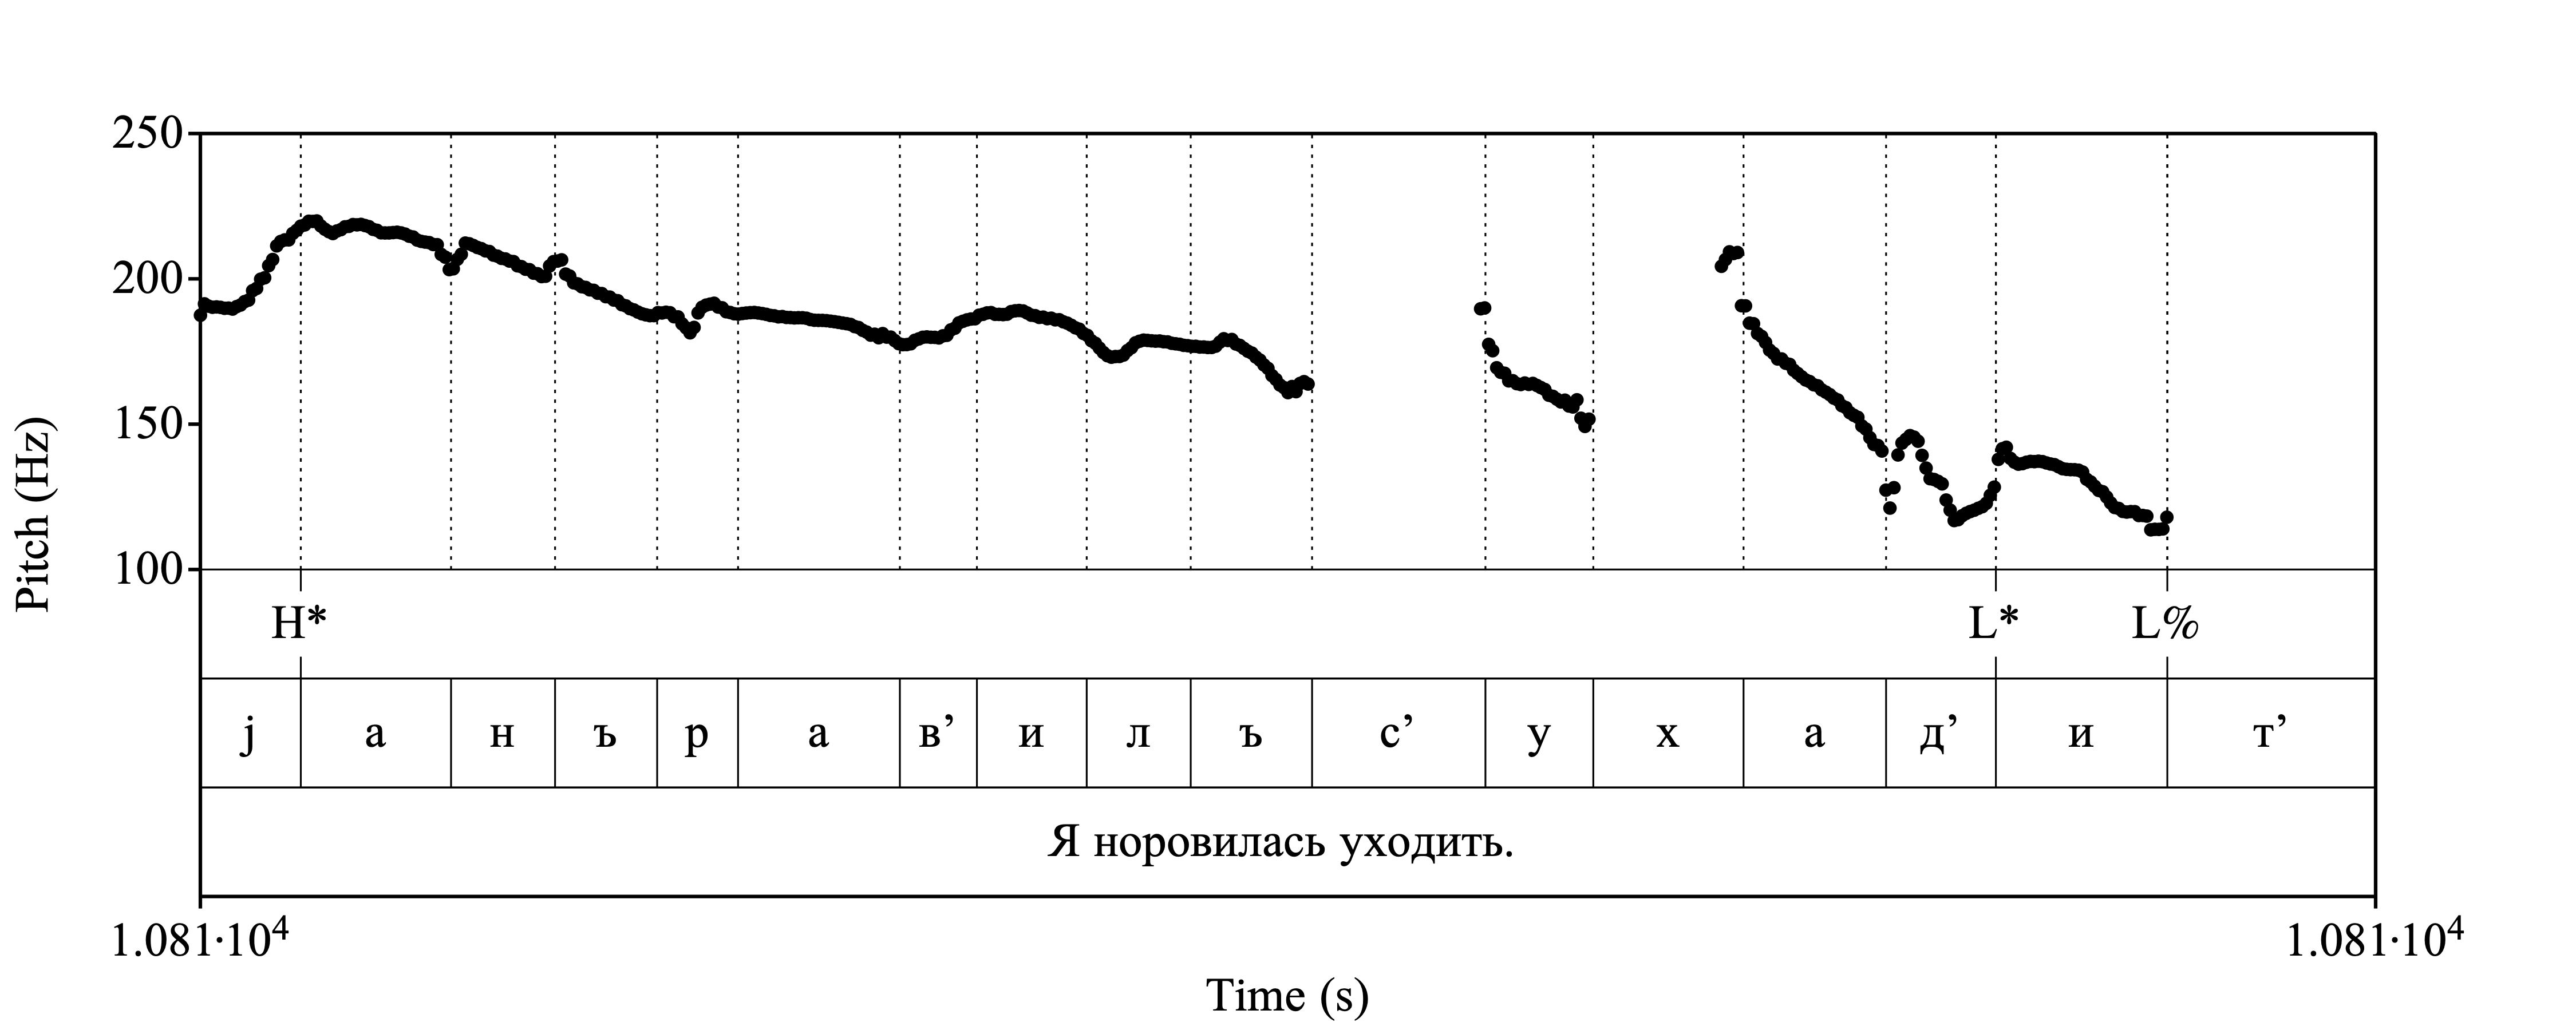 250
200
150
100
Pitch (Hz)
H* L* L%
j а н ъ р а в’ и л ъ с’ у х а д’ и т’
Я норовилась уходить.
1.081·10⁴ 1.081·10⁴
Time (s)